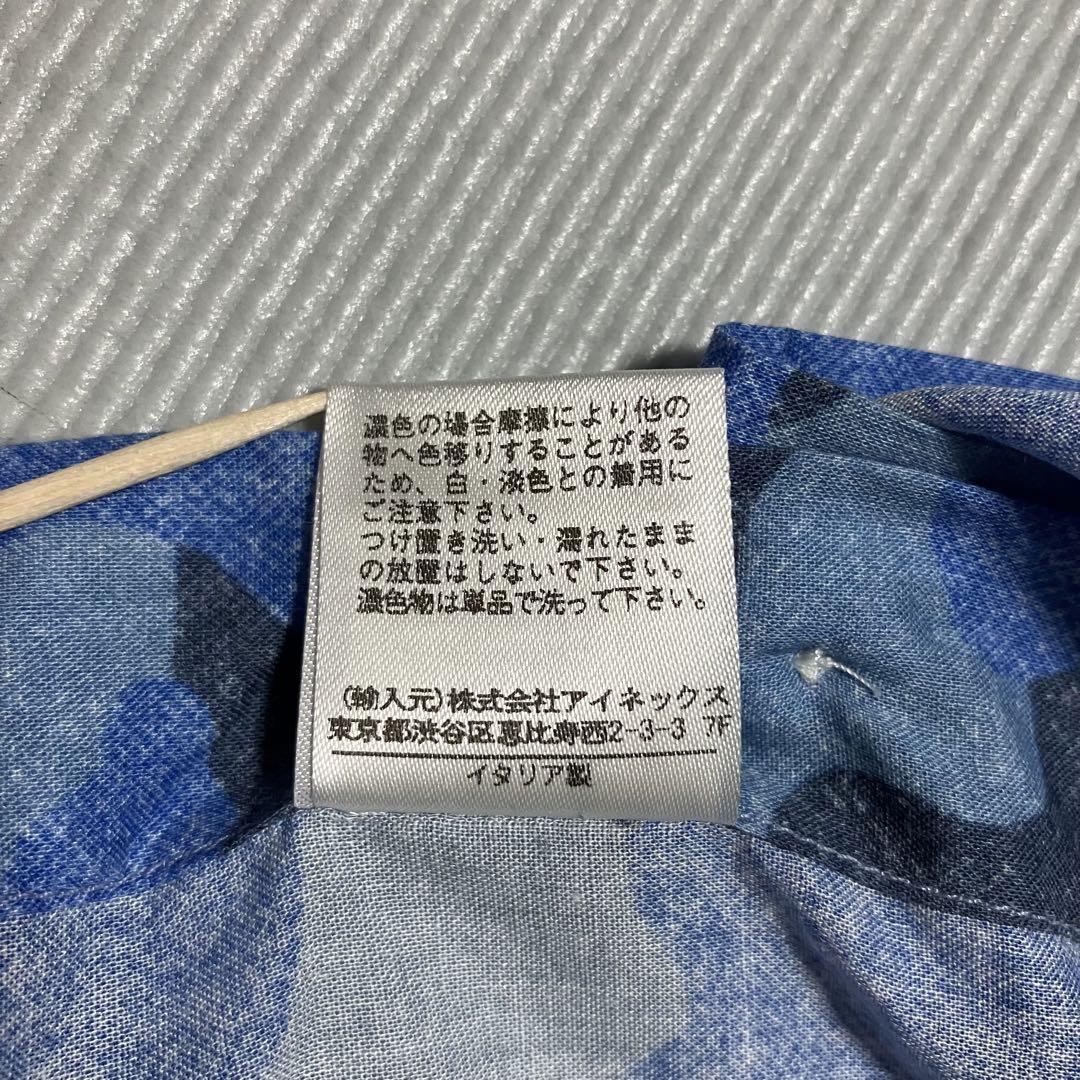 濃色の場合摩擦により他の
物へ色移りすることがある
ため、白・淡色との着用に
ご注意下さい。
つけ置き洗い・濡れたまま
の放置はしないで下さい。
濃色物は単品で洗って下さい。
(輸入元)株式会社アイネックス
東京都渋谷区恵比寿西2-3-3 7F
イタリア製